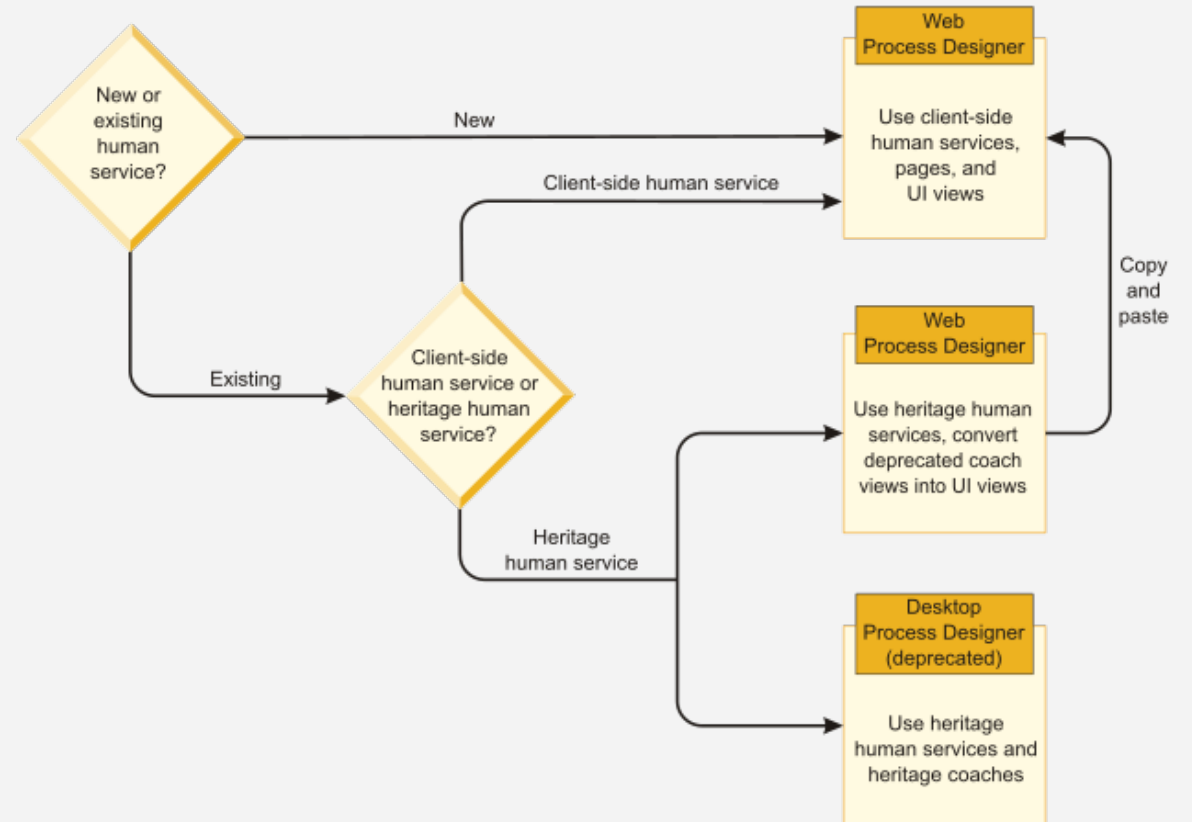 New or
existing
human
service?
New
Web
Process Designer
Use client-side
human services,
pages, and
UI views
Client-side human service
Copy
and
paste
Existing
Client-side
human service or
heritage human
service?
Web
Process Designer
Use heritage human
services, convert
deprecated coach
views into UI views
Heritage
human service
Desktop
Process Designer
(deprecated)
Use heritage
human services and
heritage coaches